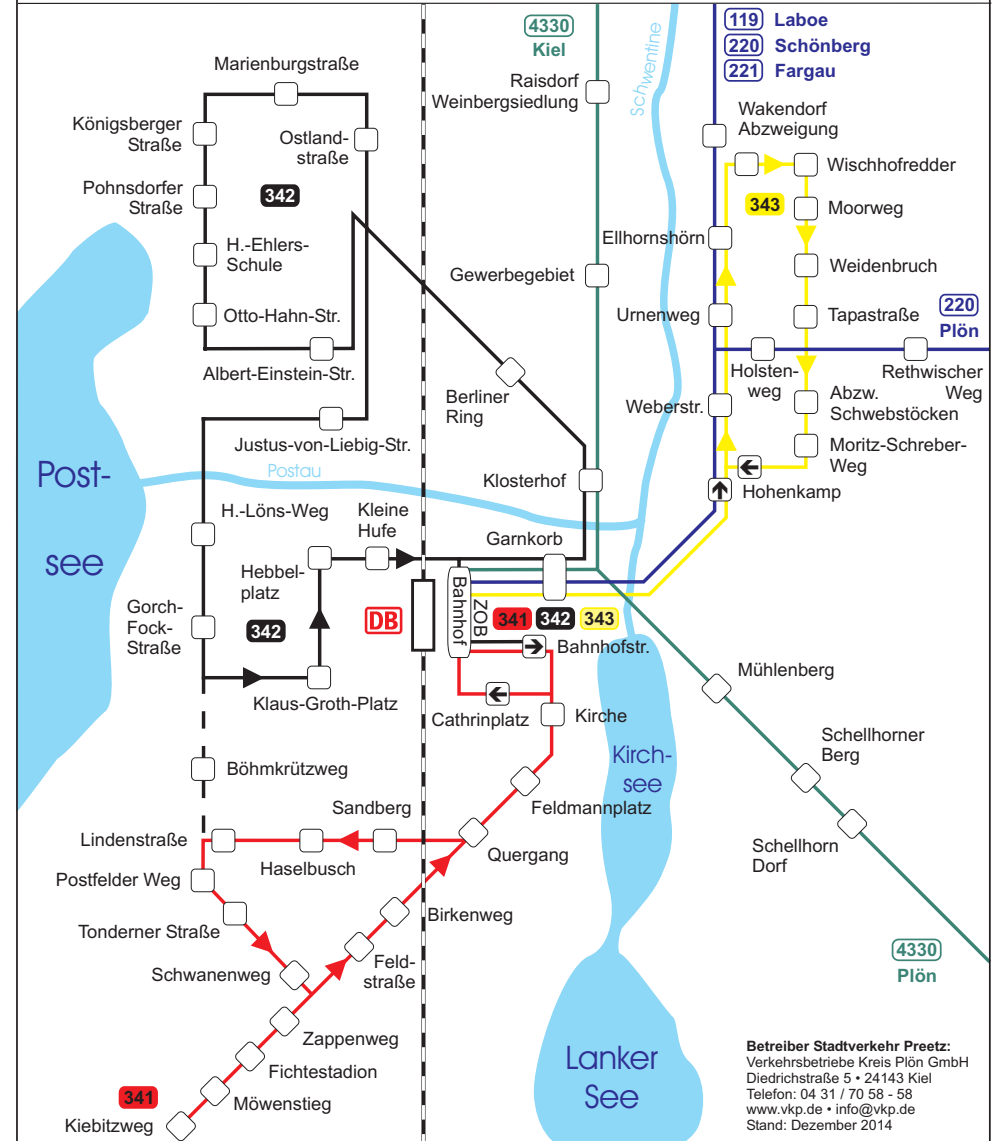 4330
Kiel
119 Laboe
220 Schönberg
221 Fargau
Schwentine
Marienburgstraße
Raisdorf
Weinbergsiedlung
Wakendorf
Abzweigung
Königsberger
Straße
Ostland-
straße
Wischhofredder
Pohnsdorfer
Straße
342
343
Moorweg
Ellhornshörn
H.-Ehlers-
Schule
Gewerbegebiet
Weidenbruch
Otto-Hahn-Str.
Urnenweg
Tapastraße
220
Plön
Albert-Einstein-Str.
Berliner
Ring
Holsten-
weg
Rethwischer
Weg
Weberstr.
Abzw.
Schwebstöcken
Justus-von-Liebig-Str.
Moritz-Schreber-
Weg
Post-
see
Postau
Klosterhof
Hohenkamp
H.-Löns-Weg
Kleine
Hufe
Garnkorb
Hebbel-
platz
Gorch-
Fock-
Straße
342
DB
Bahnhof
ZOB
341 342 343
Bahnhofstr.
Klaus-Groth-Platz
Cathrinplatz
Kirche
Mühlenberg
Kirch-
see
Schellhorner
Berg
Böhmkrützweg
Feldmannplatz
Sandberg
Lindenstraße
Haselbusch
Quergang
Schellhorn
Dorf
Postfelder Weg
Birkenweg
Tonderner Straße
Schwanenweg
Feld-
straße
4330
Plön
Zappenweg
Fichtestadion
Möwenstieg
341
Kiebitzweg
Lanker
See
Betreiber Stadtverkehr Preetz:
Verkehrsbetriebe Kreis Plön GmbH
Diedrichstraße 5 • 24143 Kiel
Telefon: 04 31 / 70 58 - 58
www.vkp.de • info@vkp.de
Stand: Dezember 2014